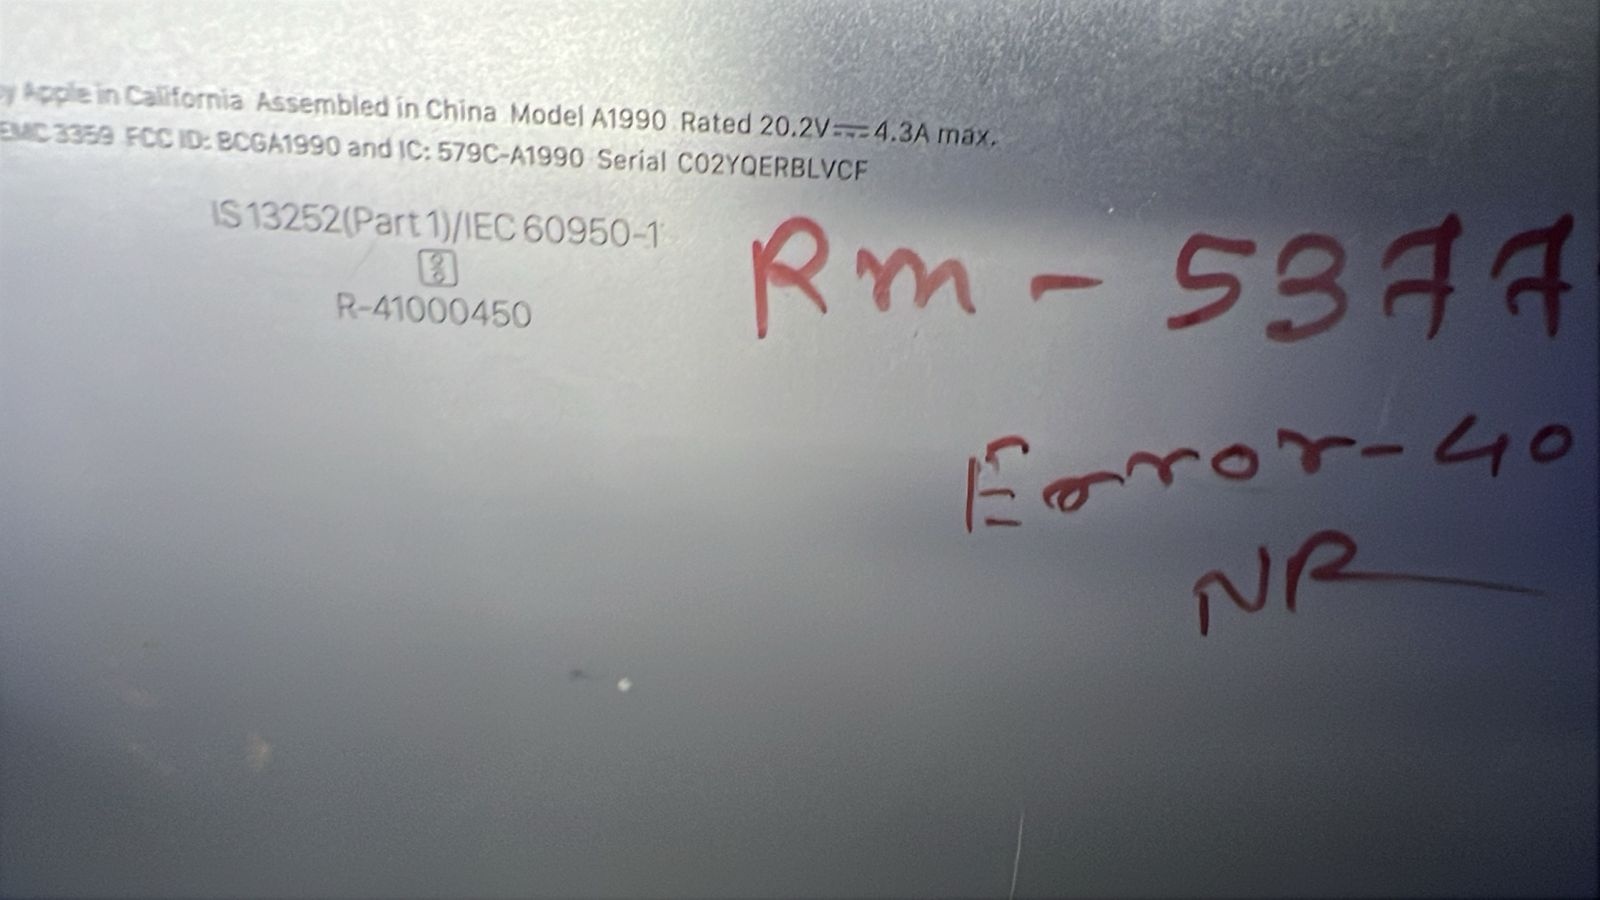 y Apple in California Assembled in China Model A1990 Rated 20.2V⎓4.3A max.
EMC 3359 FCC ID: BCGA1990 and IC: 579C-A1990 Serial C02YQERBLVCF
IS 13252(Part 1)/IEC 60950-1
R-41000450
Rm - 5377
Error-40
NR